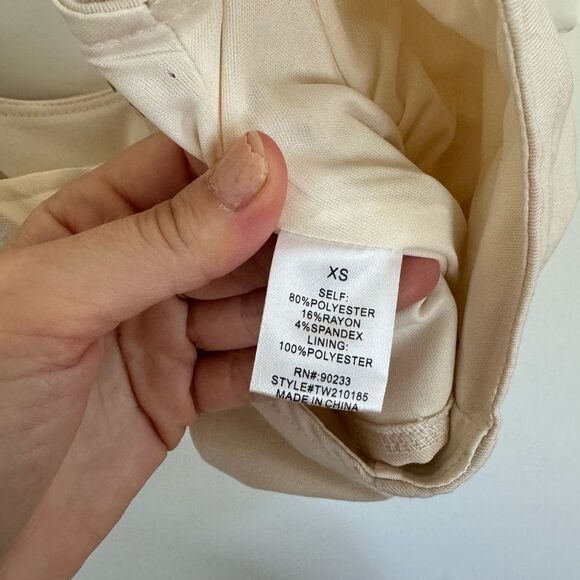 XS
SELF:
80%POLYESTER
16%RAYON
4%SPANDEX
LINING:
100%POLYESTER
RN#:90233
STYLE#TW210185
MADE IN CHINA